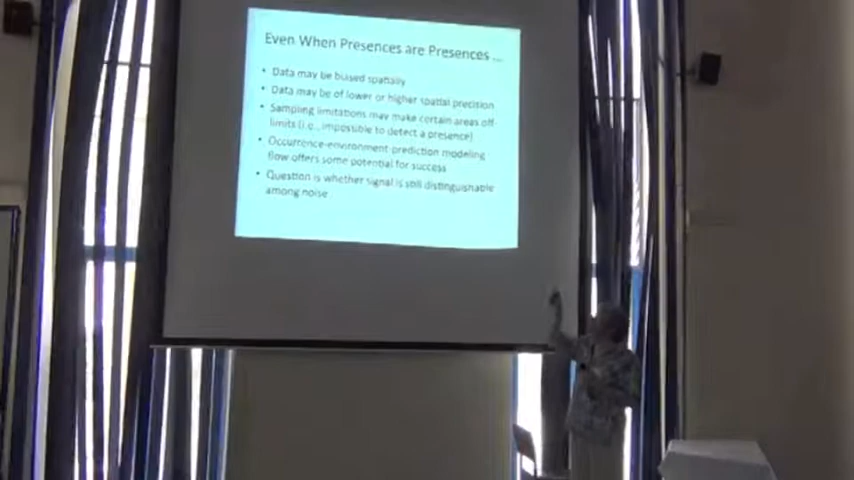 Even When Presences are Presences ...
• Data may be biased spatially
• Data may be of lower or higher spatial precision
• Sampling limitations may make certain areas off-
limits (i.e., impossible to detect a presence)
• Occurrence-environment-prediction modeling
flow offers some potential for success
• Question is whether signal is still distinguishable
among noise